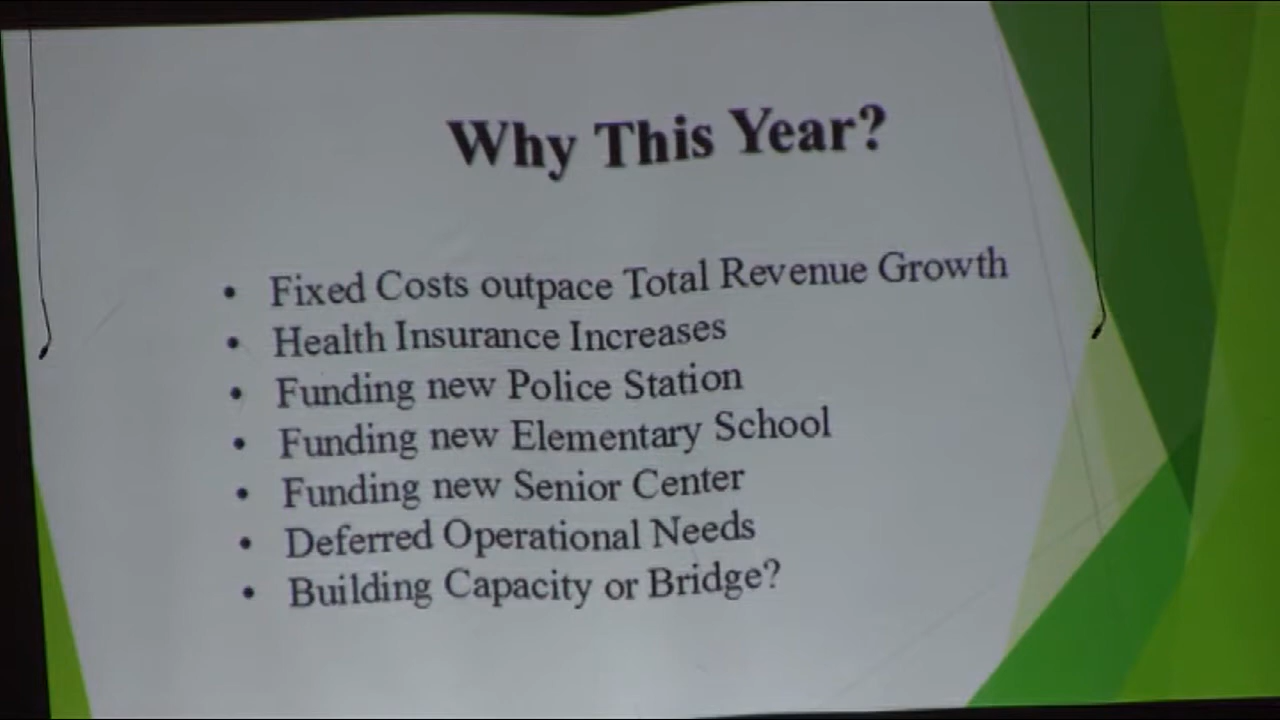 Why This Year?
• Fixed Costs outpace Total Revenue Growth
• Health Insurance Increases
• Funding new Police Station
• Funding new Elementary School
• Funding new Senior Center
• Deferred Operational Needs
• Building Capacity or Bridge?